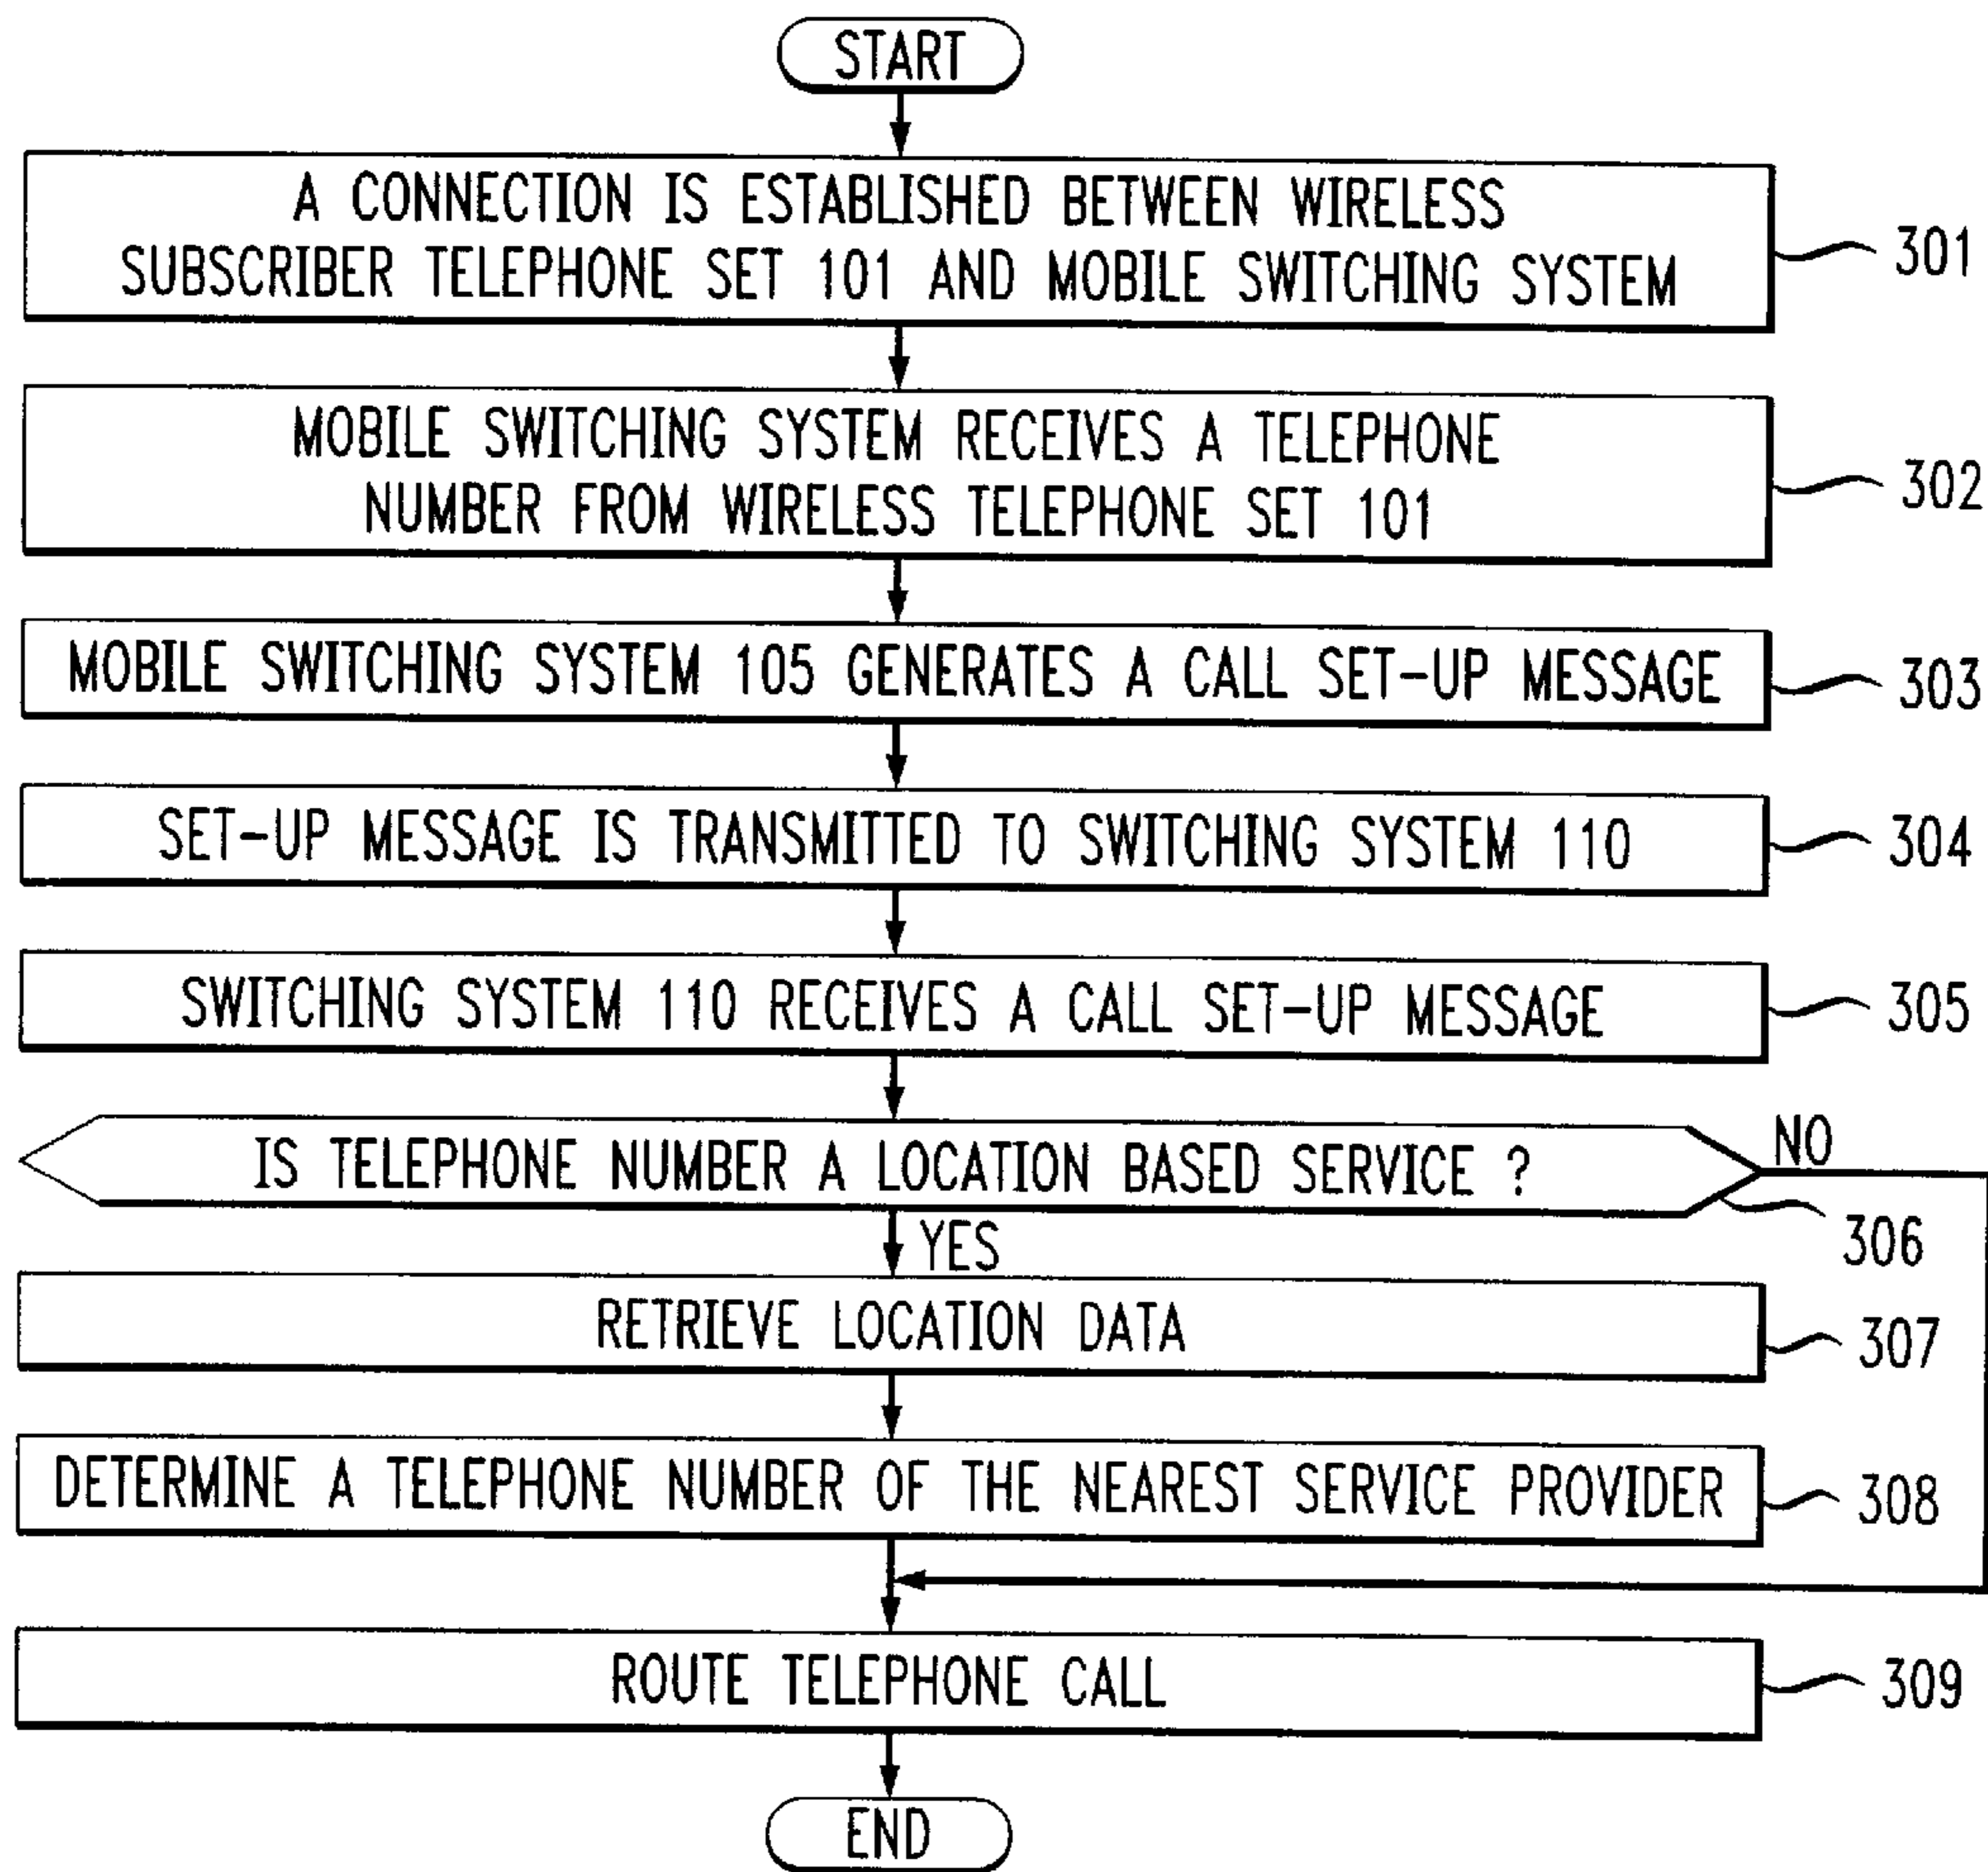 START
A CONNECTION IS ESTABLISHED BETWEEN WIRELESS
SUBSCRIBER TELEPHONE SET 101 AND MOBILE SWITCHING SYSTEM
301
MOBILE SWITCHING SYSTEM RECEIVES A TELEPHONE
NUMBER FROM WIRELESS TELEPHONE SET 101
302
MOBILE SWITCHING SYSTEM 105 GENERATES A CALL SET-UP MESSAGE
303
SET-UP MESSAGE IS TRANSMITTED TO SWITCHING SYSTEM 110
304
SWITCHING SYSTEM 110 RECEIVES A CALL SET-UP MESSAGE
305
IS TELEPHONE NUMBER A LOCATION BASED SERVICE ?
NO
306
YES
RETRIEVE LOCATION DATA
307
DETERMINE A TELEPHONE NUMBER OF THE NEAREST SERVICE PROVIDER
308
ROUTE TELEPHONE CALL
309
END